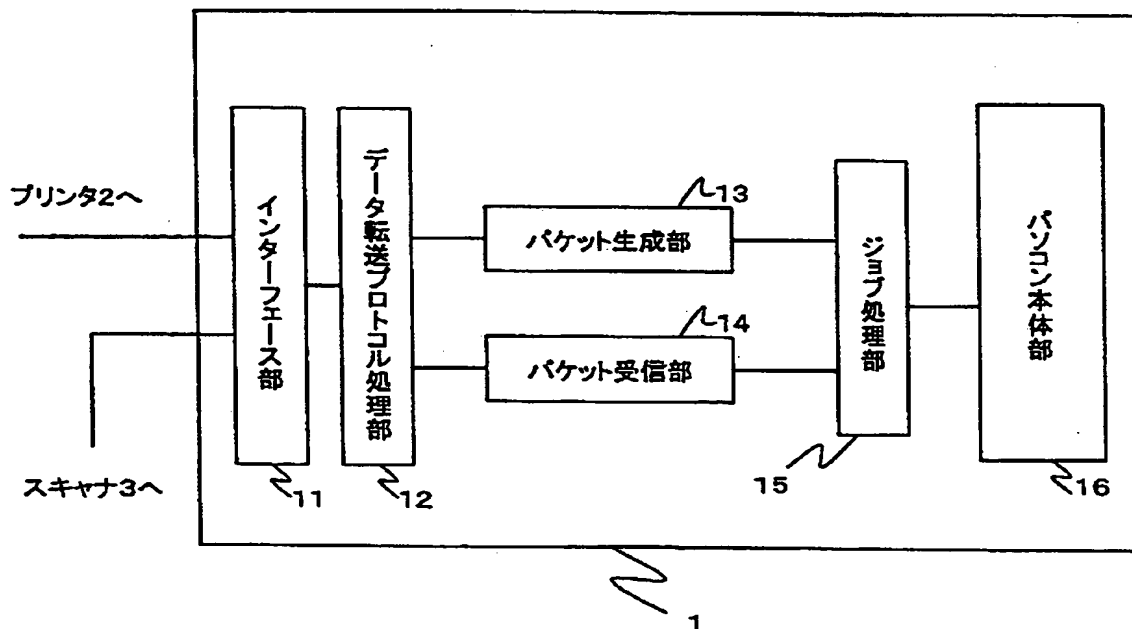 プリンタ2へ
スキャナ3へ
インターフェース部
11
データ転送プロトコル処理部
12
パケット生成部
13
パケット受信部
14
ジョブ処理部
15
パソコン本体部
16
1